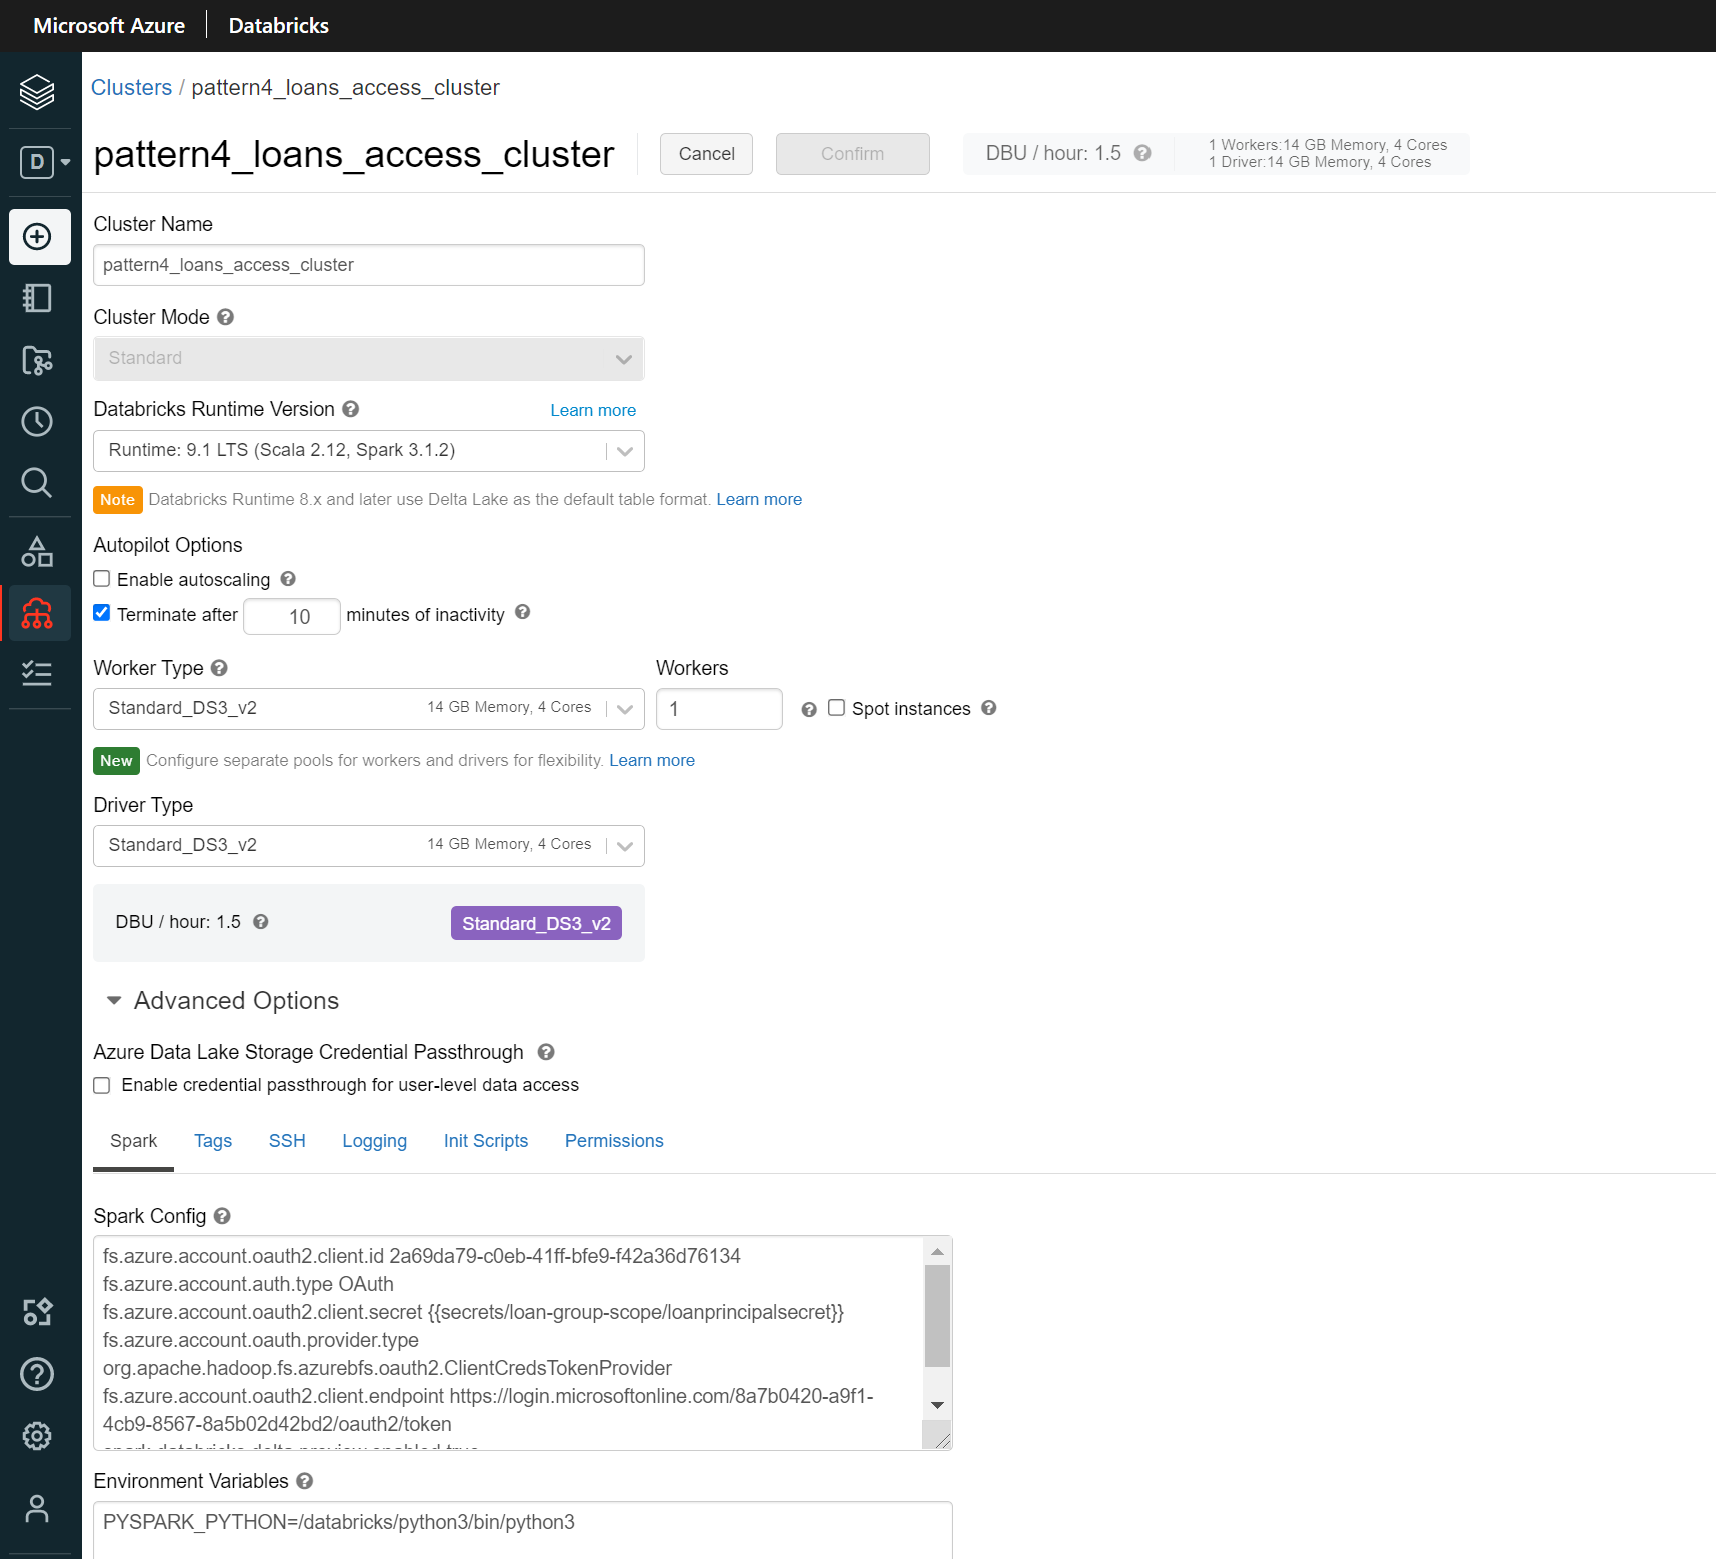 Microsoft Azure | Databricks
Clusters / pattern4_loans_access_cluster
pattern4_loans_access_cluster
Cancel
Confirm
DBU / hour: 1.5
1 Workers:14 GB Memory, 4 Cores
1 Driver:14 GB Memory, 4 Cores
D
Cluster Name
pattern4_loans_access_cluster
Cluster Mode
Standard
Databricks Runtime Version
Learn more
Runtime: 9.1 LTS (Scala 2.12, Spark 3.1.2)
Note Databricks Runtime 8.x and later use Delta Lake as the default table format. Learn more
Autopilot Options
Enable autoscaling
Terminate after 10 minutes of inactivity
Worker Type
Workers
Standard_DS3_v2 14 GB Memory, 4 Cores
1
Spot instances
New Configure separate pools for workers and drivers for flexibility. Learn more
Driver Type
Standard_DS3_v2 14 GB Memory, 4 Cores
DBU / hour: 1.5
Standard_DS3_v2
Advanced Options
Azure Data Lake Storage Credential Passthrough
Enable credential passthrough for user-level data access
Spark Tags SSH Logging Init Scripts Permissions
Spark Config
fs.azure.account.oauth2.client.id 2a69da79-c0eb-41ff-bfe9-f42a36d76134
fs.azure.account.auth.type OAuth
fs.azure.account.oauth2.client.secret {{secrets/loan-group-scope/loanprincipalsecret}}
fs.azure.account.oauth.provider.type
org.apache.hadoop.fs.azurebfs.oauth2.ClientCredsTokenProvider
fs.azure.account.oauth2.client.endpoint https://login.microsoftonline.com/8a7b0420-a9f1-
4cb9-8567-8a5b02d42bd2/oauth2/token
spark.databricks.delta.preview.enabled true
Environment Variables
PYSPARK_PYTHON=/databricks/python3/bin/python3